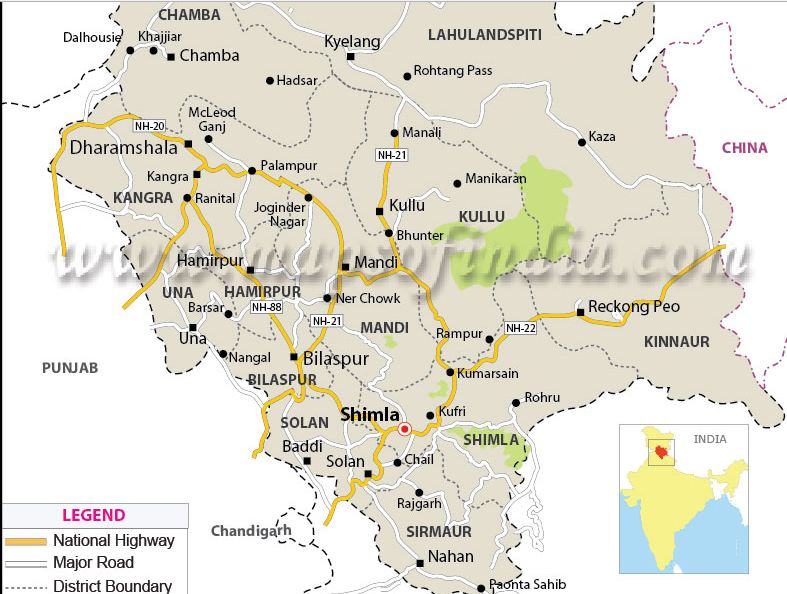 CHAMBA
Dalhousie
Khajjiar
Chamba
Kyelang
LAHULANDSPITI
Rohtang Pass
Hadsar
McLeod
Ganj
NH-20
Manali
Kaza
CHINA
Dharamshala
NH-21
Palampur
Kangra
Manikaran
KANGRA
Ranital
Joginder
Nagar
Kullu
KULLU
Bhunter
www.mapsofindia.com
Hamirpur
Mandi
UNA
HAMIRPUR
Ner Chowk
Barsar
NH-88
Reckong Peo
NH-21
MANDI
Rampur
NH-22
Una
KINNAUR
Nangal
Bilaspur
PUNJAB
BILASPUR
Kumarsain
Rohru
Shimla
Kufri
SOLAN
SHIMLA
INDIA
Baddi
Solan
Chail
Rajgarh
LEGEND
Chandigarh
SIRMAUR
National Highway
Nahan
Major Road
District Boundary
Paonta Sahib